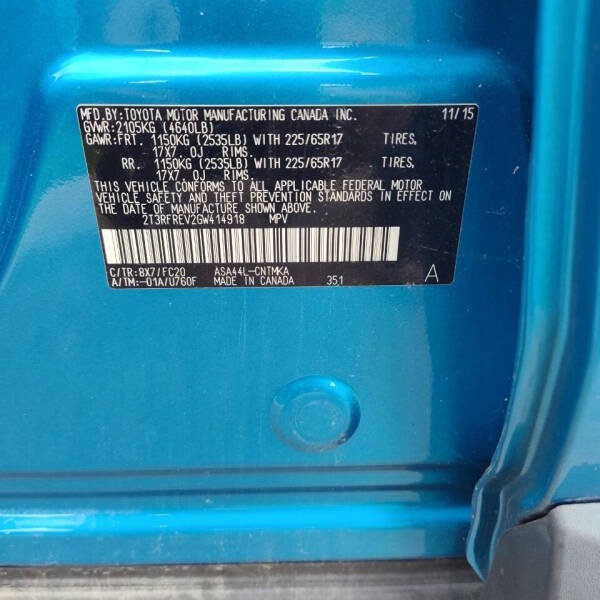 MFD.BY:TOYOTA MOTOR MANUFACTURING CANADA INC. 11/15
GVWR:2105KG (4640LB)
GAWR:FRT. 1150KG (2535LB) WITH 225/65R17 TIRES,
17X7.0J RIMS.
RR. 1150KG (2535LB) WITH 225/65R17 TIRES,
17X7.0J RIMS.
THIS VEHICLE CONFORMS TO ALL APPLICABLE FEDERAL MOTOR
VEHICLE SAFETY AND THEFT PREVENTION STANDARDS IN EFFECT ON
THE DATE OF MANUFACTURE SHOWN ABOVE.
2T3RFREV2GW414918 MPV
C/TR:8X7/FC20 ASA44L-CNTMKA
A/TM:-01A/U760F MADE IN CANADA 351 A